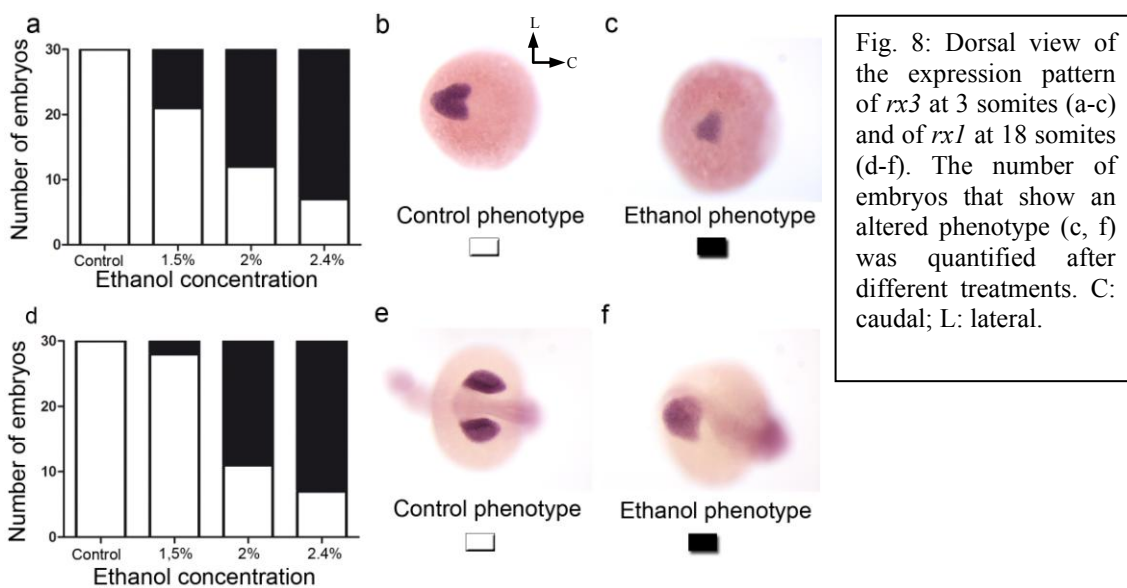 a
30
20
10
0
Number of embryos
Control
1.5%
2%
2.4%
Ethanol concentration
b
L
C
Control phenotype
c
Ethanol phenotype
d
30
20
10
0
Number of embryos
Control
1,5%
2%
2.4%
Ethanol concentration
e
Control phenotype
f
Ethanol phenotype
Fig. 8: Dorsal view of
the expression pattern
of rx3 at 3 somites (a-c)
and of rx1 at 18 somites
(d-f). The number of
embryos that show an
altered phenotype (c, f)
was quantified after
different treatments. C:
caudal; L: lateral.